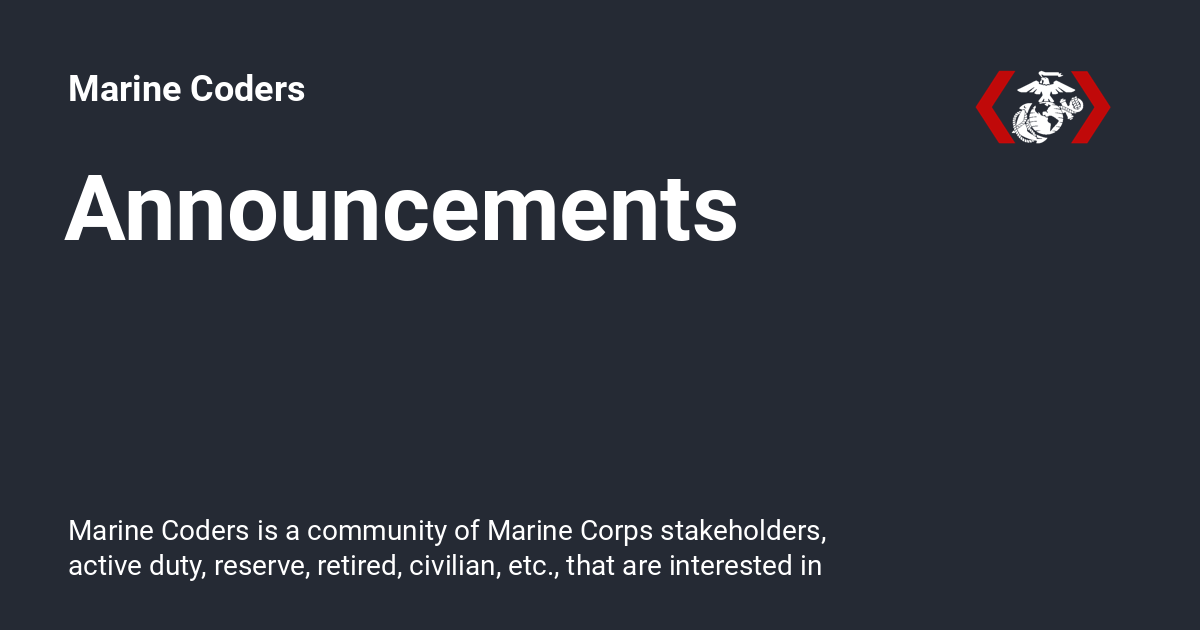 Marine Coders
Announcements
Marine Coders is a community of Marine Corps stakeholders,
active duty, reserve, retired, civilian, etc., that are interested in